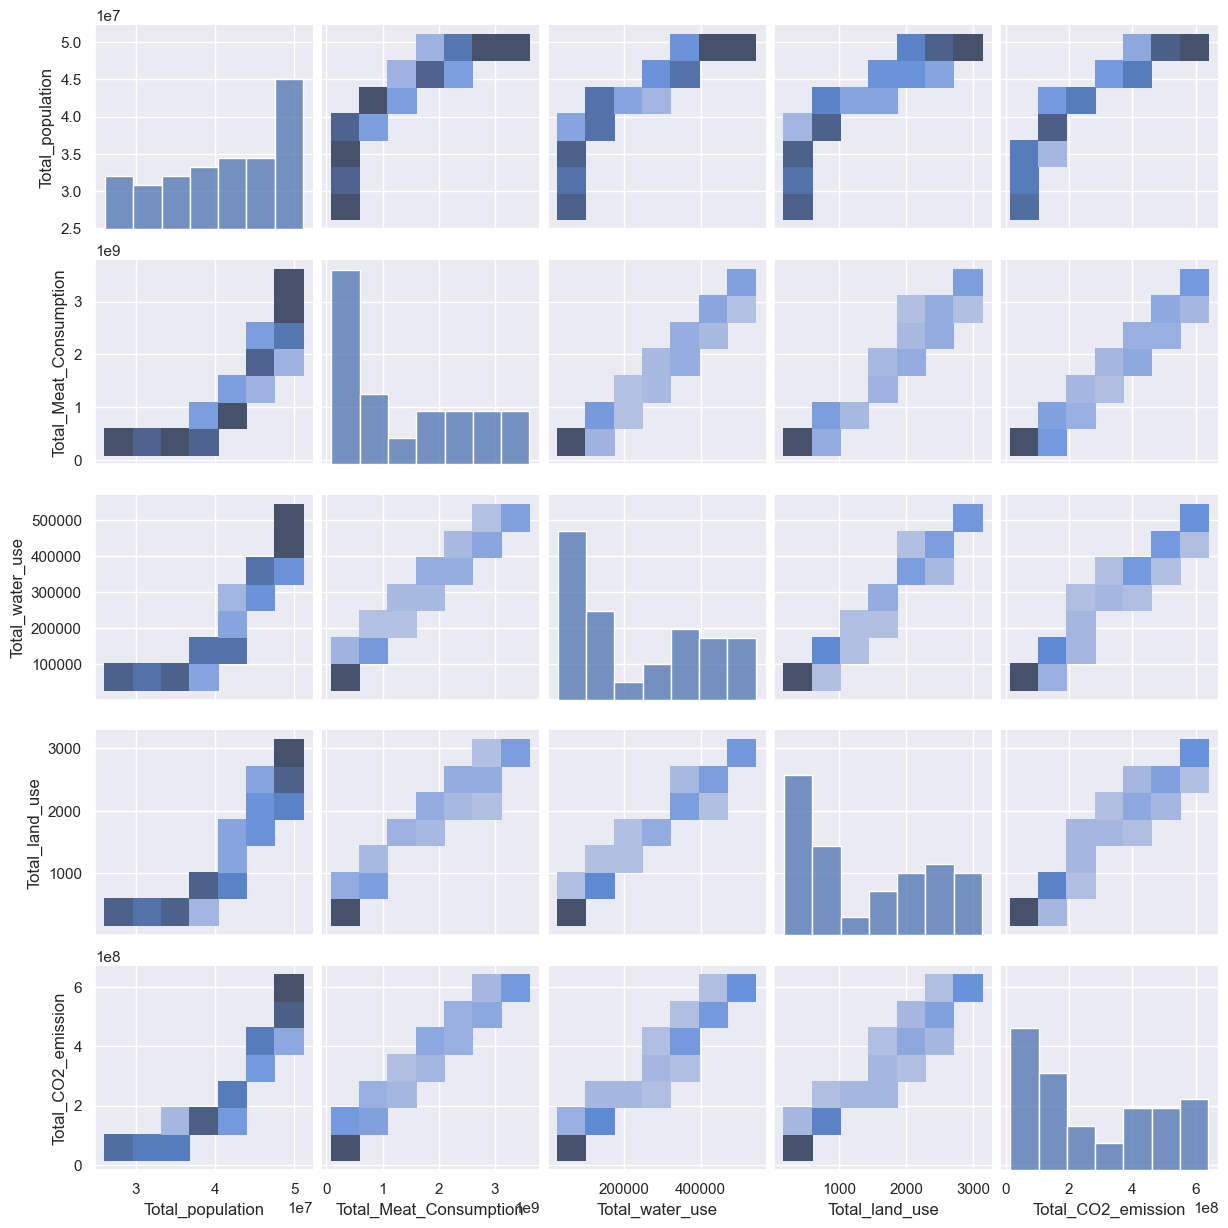 1e7
5.0
4.5
4.0
3.5
3.0
2.5
Total_population
1e9
3
2
1
0
Total_Meat_Consumption
500000
400000
300000
200000
100000
Total_water_use
3000
2000
1000
Total_land_use
1e8
6
4
2
0
Total_CO2_emission
3 4 5
1e7
Total_population
0 1 2 3
1e9
Total_Meat_Consumption
200000 400000
Total_water_use
1000 2000 3000
Total_land_use
0 2 4 6
1e8
Total_CO2_emission